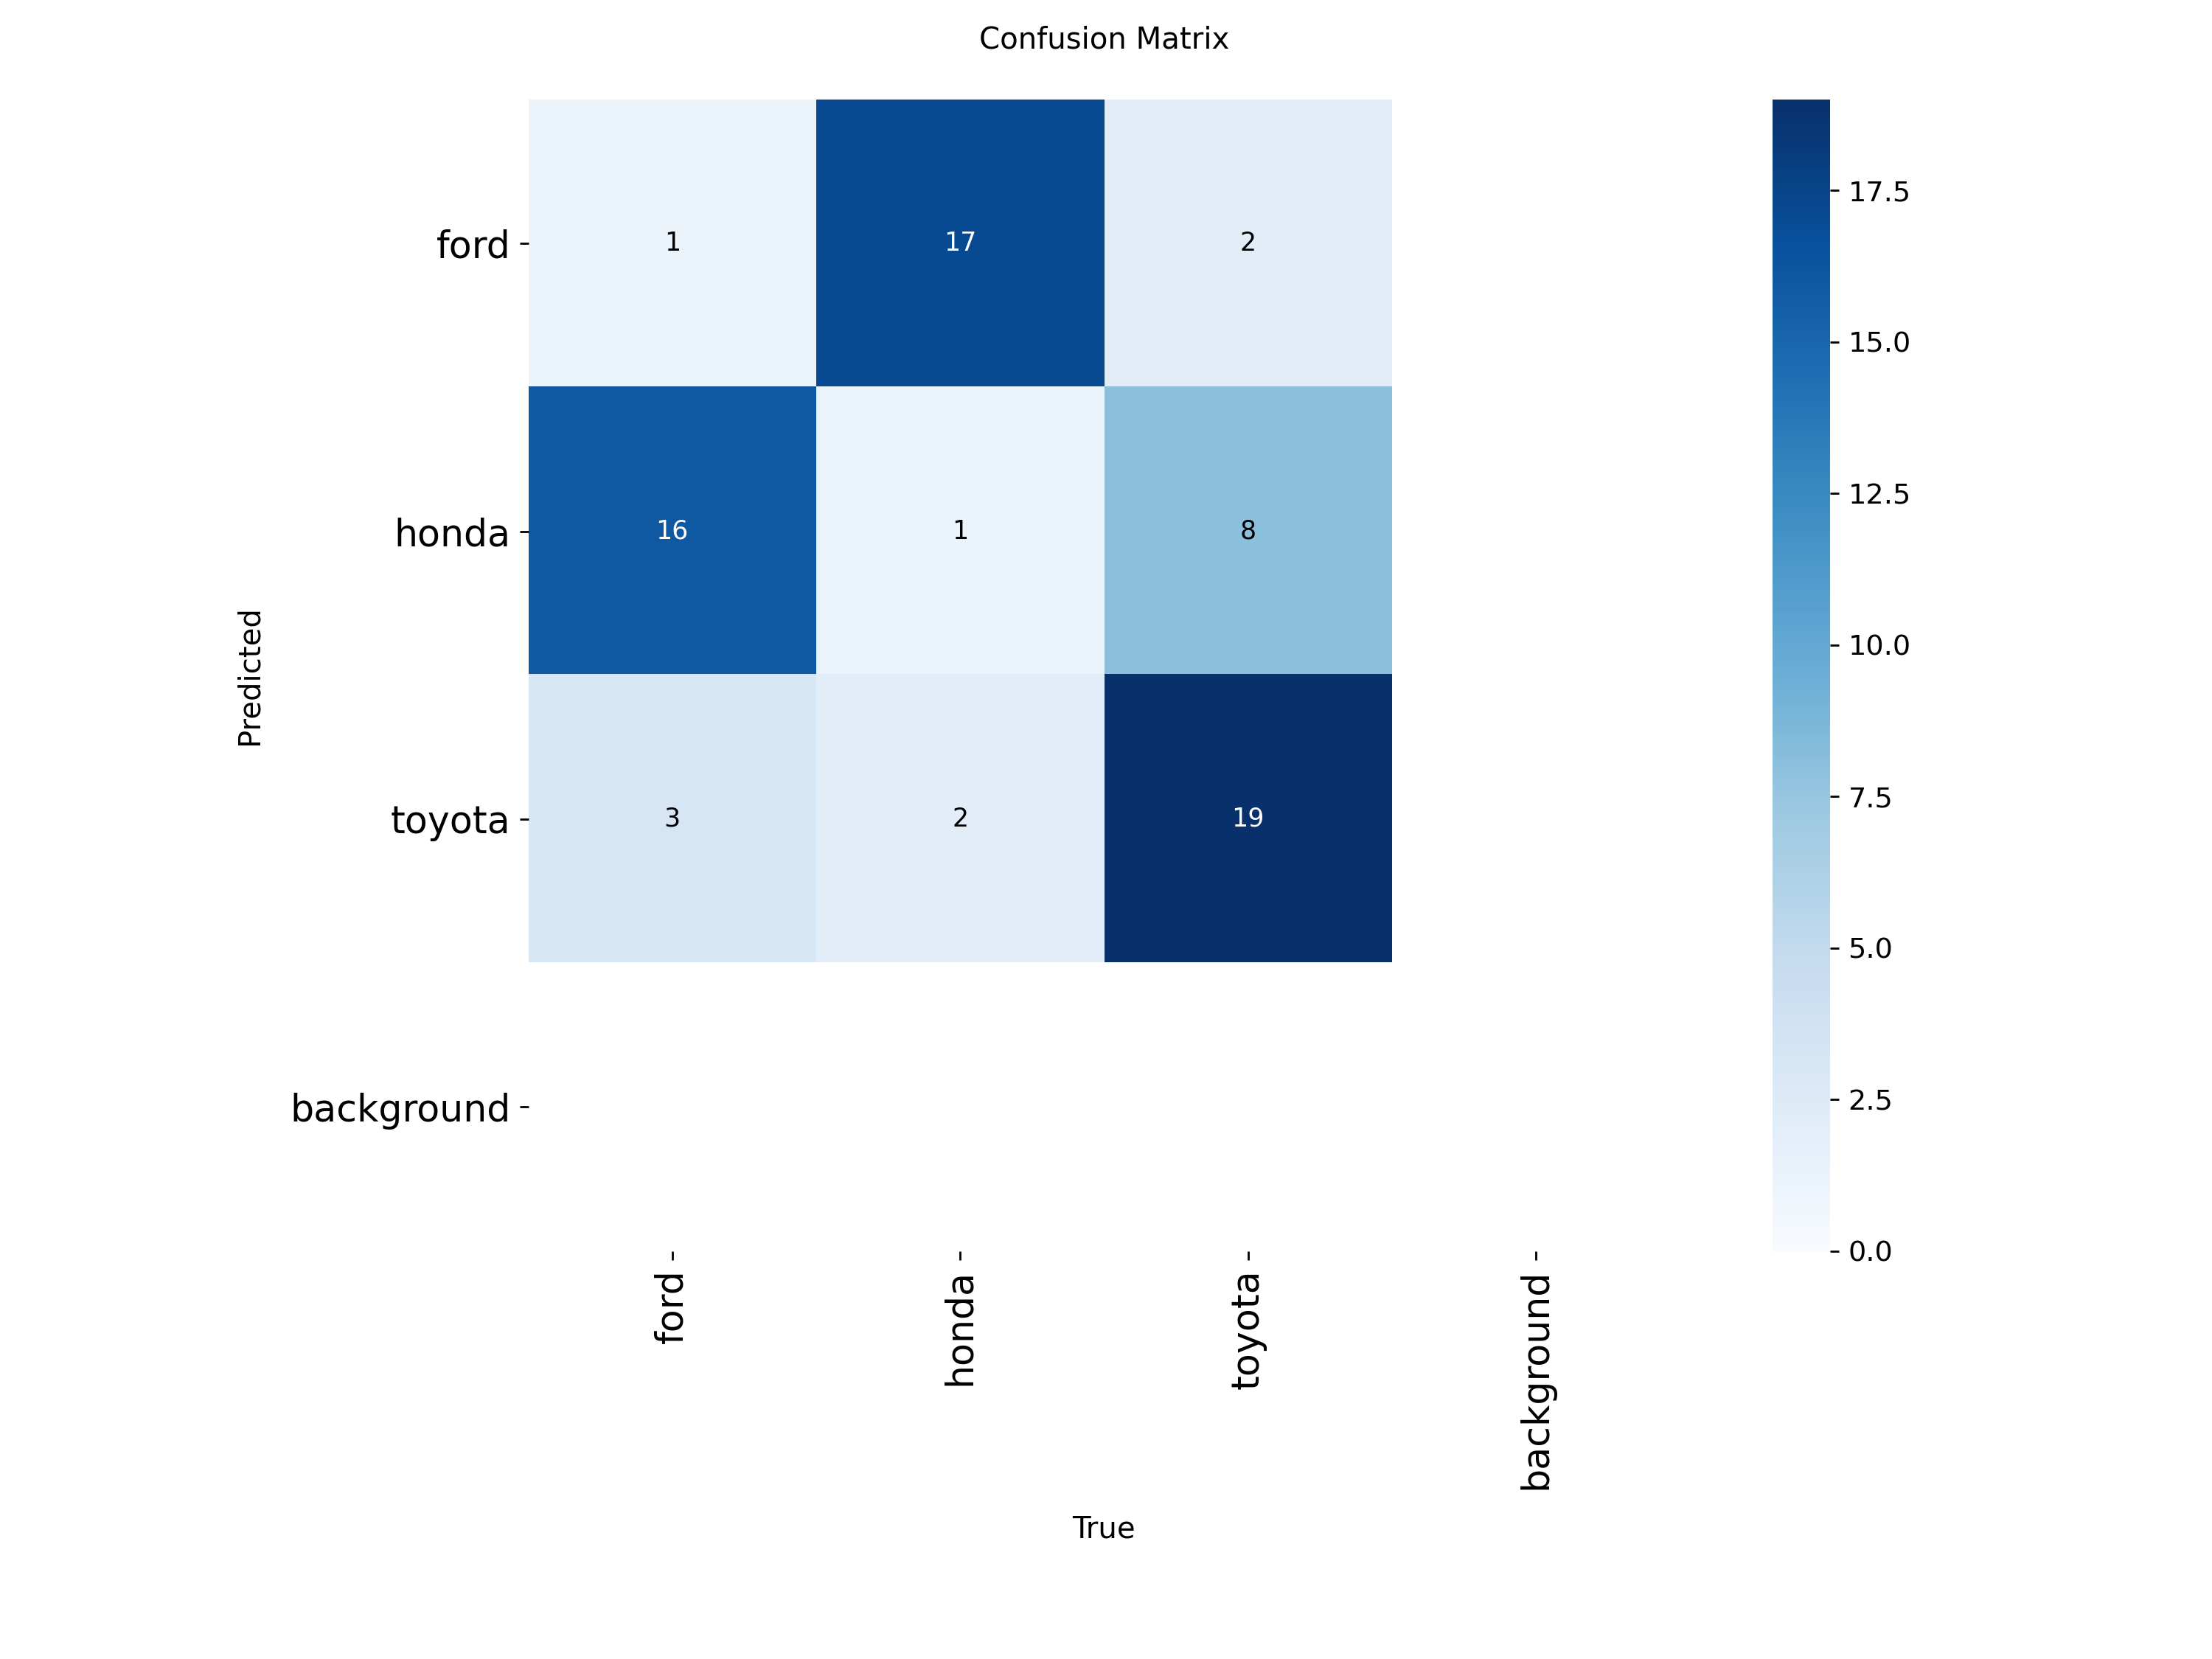 Confusion Matrix
ford
1
17
2
honda
16
1
8
toyota
3
2
19
background
Predicted
ford
honda
toyota
background
True
17.5
15.0
12.5
10.0
7.5
5.0
2.5
0.0